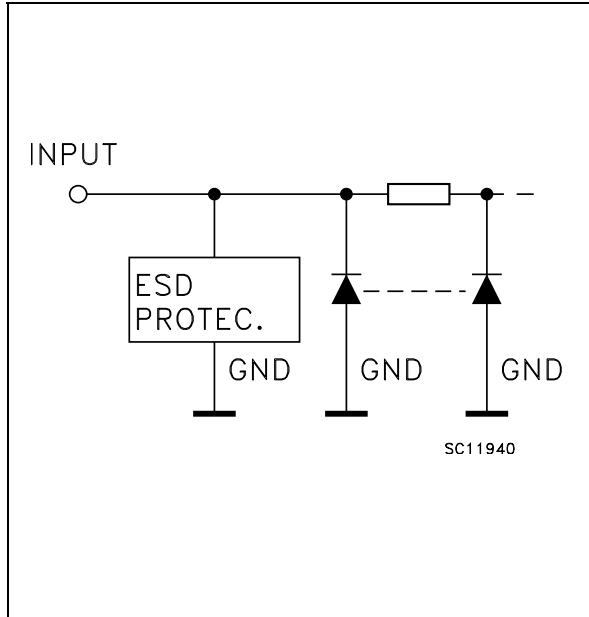 INPUT
ESD
PROTEC.
GND
GND
GND
SC11940